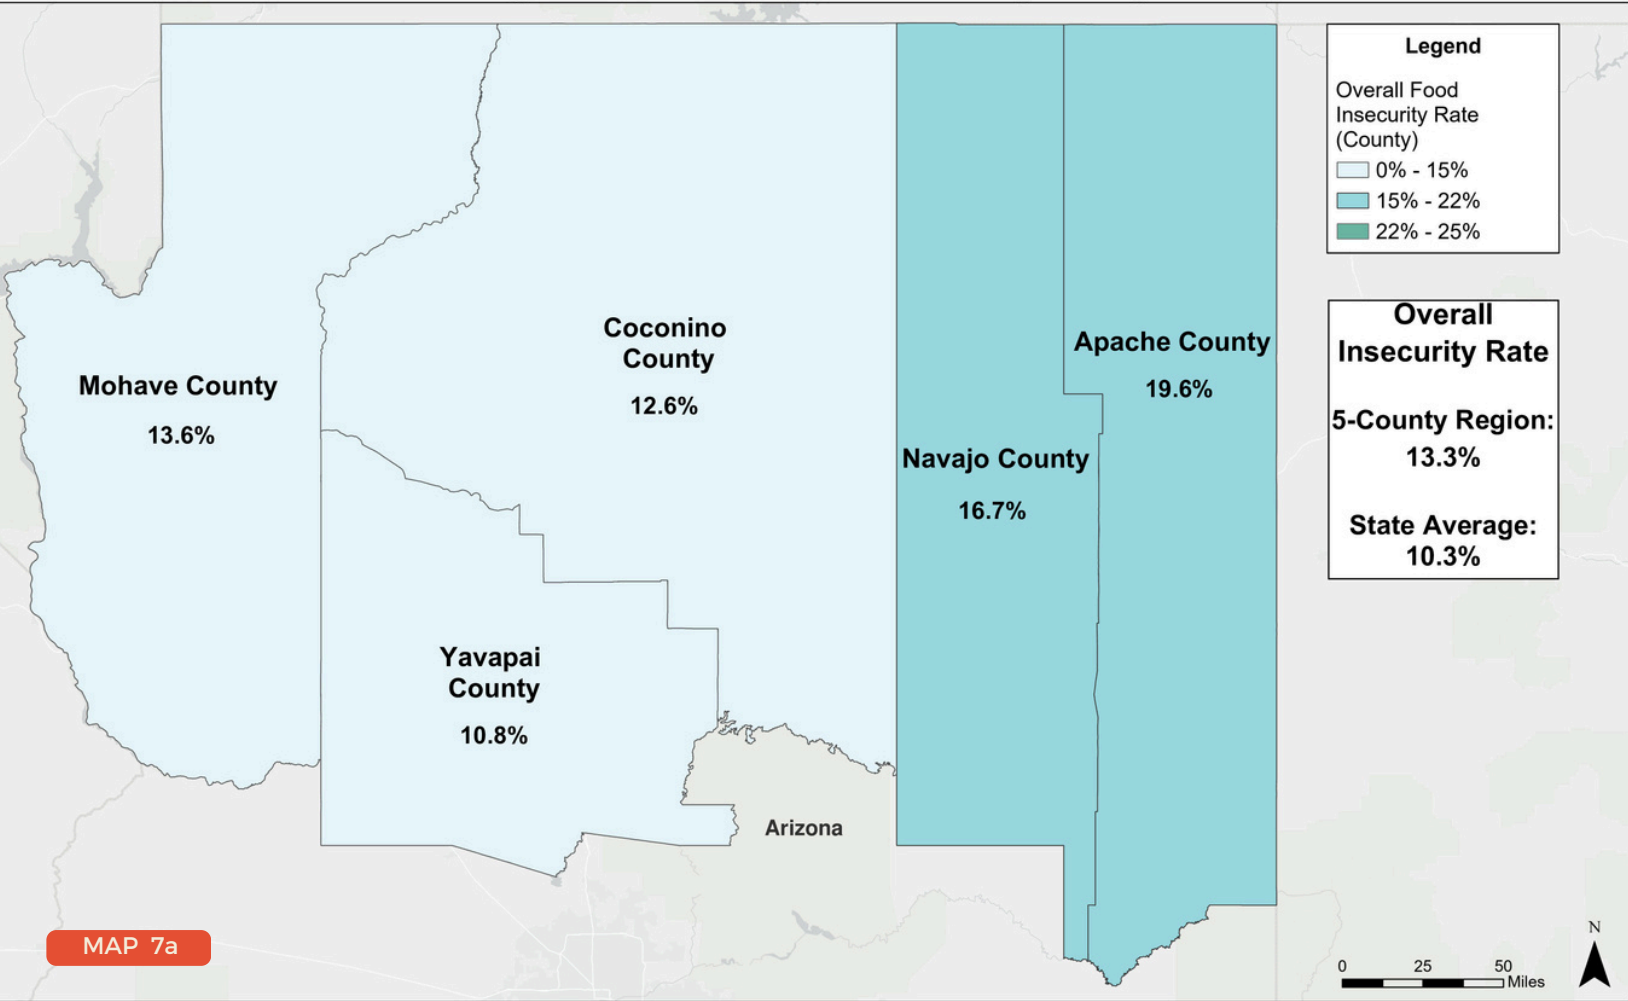 Legend
Overall Food
Insecurity Rate
(County)
0% - 15%
15% - 22%
22% - 25%
Overall
Insecurity Rate
5-County Region:
13.3%
State Average:
10.3%
Coconino
County
12.6%
Mohave County
13.6%
Apache County
19.6%
Navajo County
16.7%
Yavapai
County
10.8%
Arizona
MAP 7a
N
0 25 50
Miles